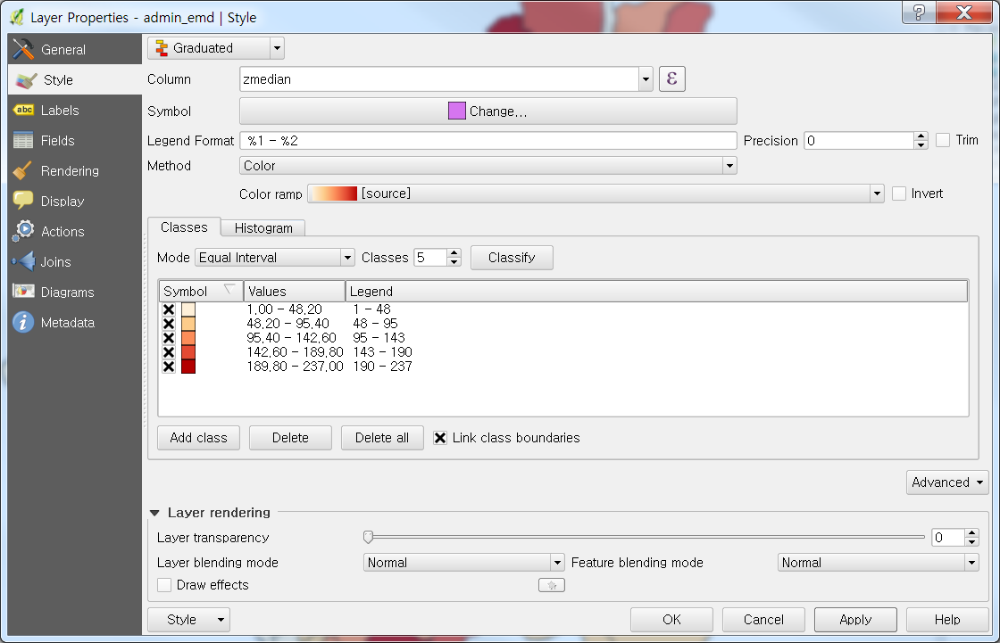 Layer Properties - admin_emd | Style
General
Style
Labels
Fields
Rendering
Display
Actions
Joins
Diagrams
Metadata
Graduated
Column zmedian ε
Symbol Change...
Legend Format %1 - %2 Precision 0 Trim
Method Color
Color ramp [source] Invert
Classes Histogram
Mode Equal Interval Classes 5 Classify
Symbol Values Legend
1,00 - 48,20 1 - 48
48,20 - 95,40 48 - 95
95,40 - 142,60 95 - 143
142,60 - 189,80 143 - 190
189,80 - 237,00 190 - 237
Add class Delete Delete all Link class boundaries
Advanced
Layer rendering
Layer transparency 0
Layer blending mode Normal Feature blending mode Normal
Draw effects
Style OK Cancel Apply Help